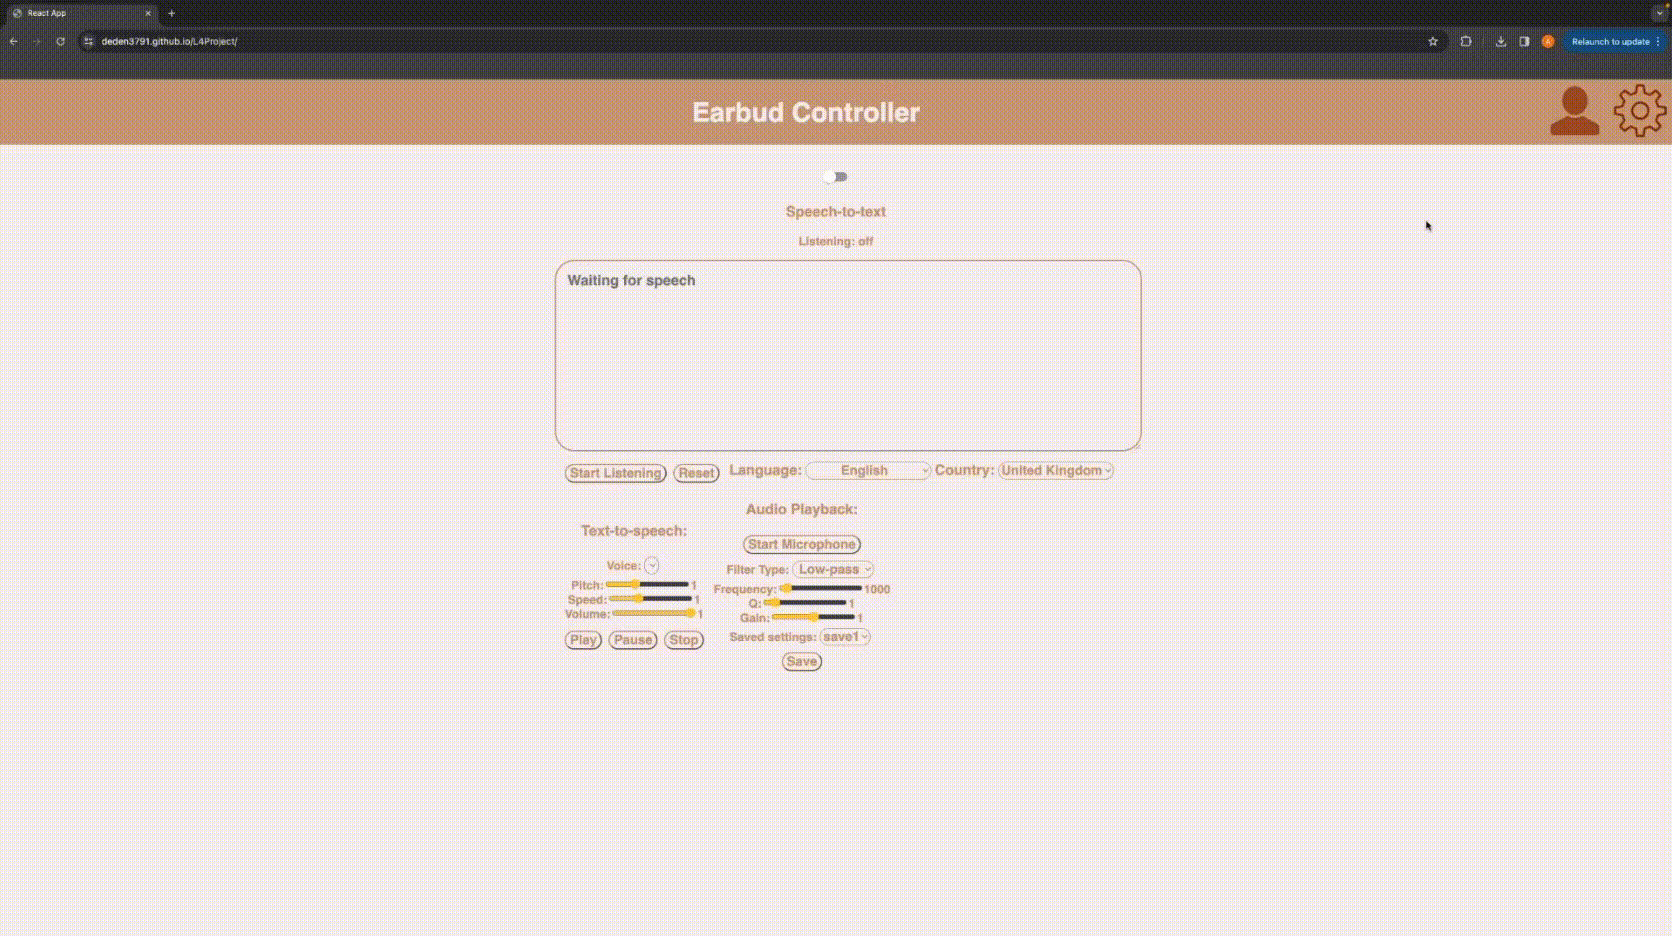 React App
deden3791.github.io/L4Project/
Relaunch to update
Earbud Controller
Speech-to-text
Listening: off
Waiting for speech
Start Listening Reset Language: English Country: United Kingdom
Audio Playback:
Text-to-speech:
Start Microphone
Voice:
Filter Type: Low-pass
Pitch: 1
Frequency: 1000
Speed: 1
Q: 1
Volume: 1
Gain: 1
Play Pause Stop
Saved settings: save1
Save